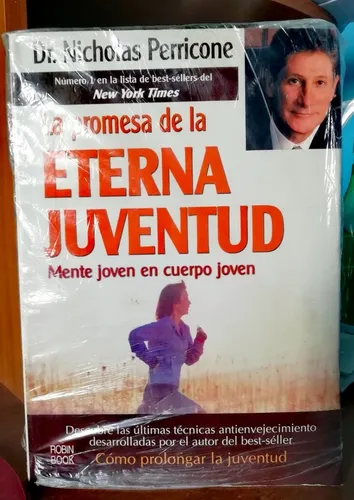 Dr. Nicholas Perricone
Número 1 en la lista de best-sellers del
New York Times
La promesa de la
ETERNA
JUVENTUD
Mente joven en cuerpo joven
Descubre las últimas técnicas antienvejecimiento
desarrolladas por el autor del best-séller
Cómo prolongar la juventud
ROBIN
BOOK